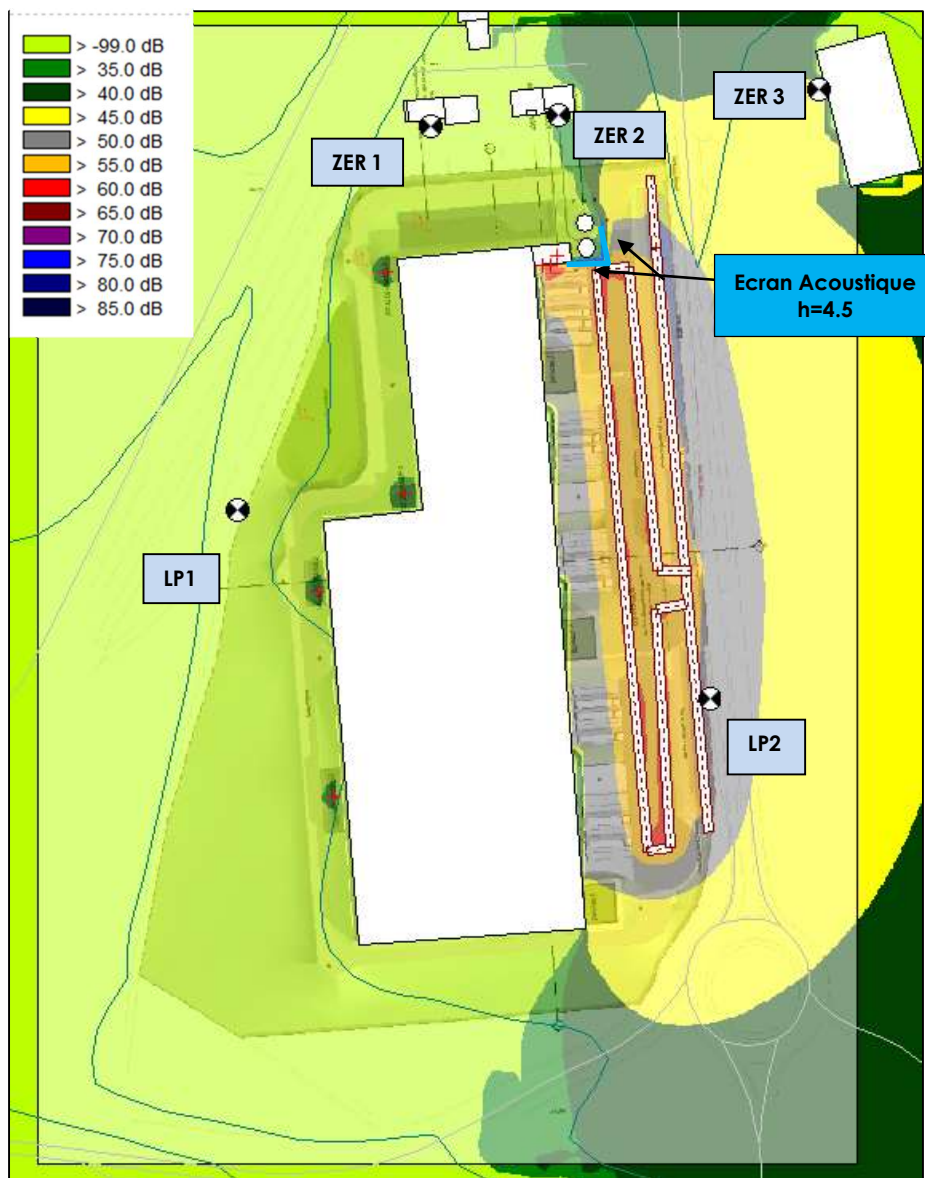 > -99.0 dB
> 35.0 dB
> 40.0 dB
> 45.0 dB
> 50.0 dB
> 55.0 dB
> 60.0 dB
> 65.0 dB
> 70.0 dB
> 75.0 dB
> 80.0 dB
> 85.0 dB
ZER 3
ZER 2
ZER 1
Ecran Acoustique
h=4.5
LP1
LP2